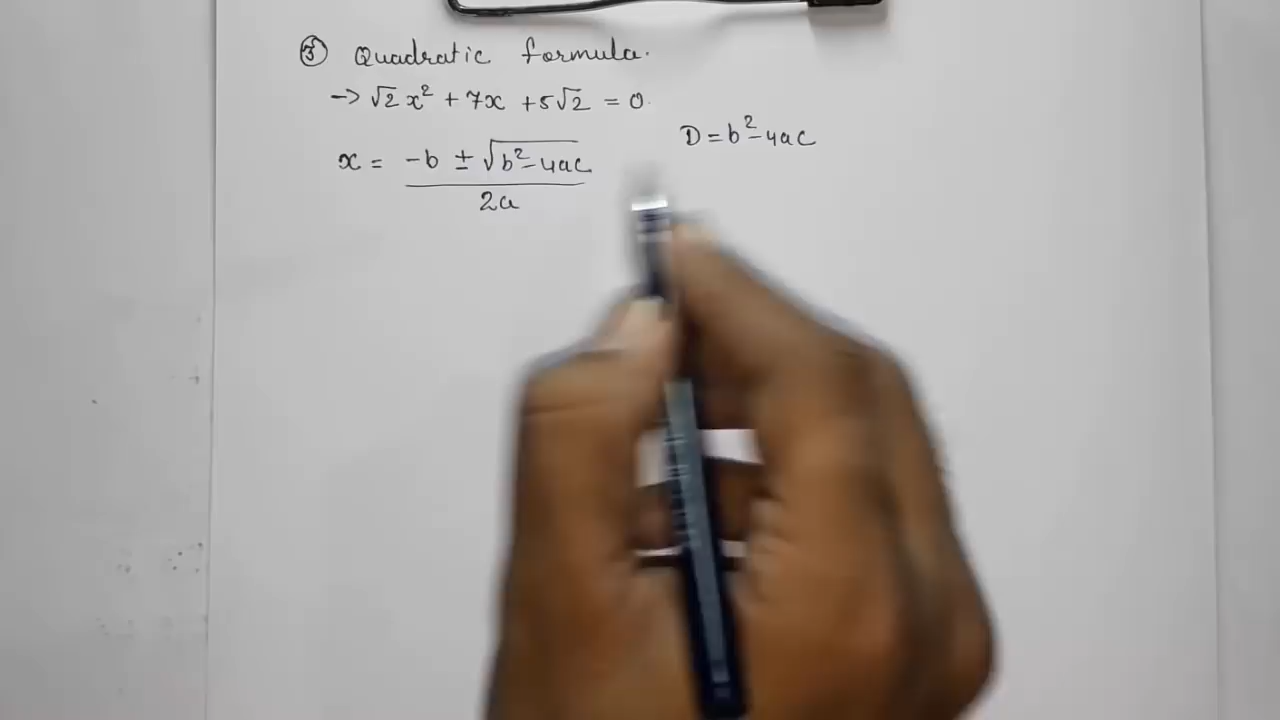 ③ Quadratic formula.
→ √2 x² + 7x + 5√2 = 0.
D = b² - 4ac
x = -b ± √b² - 4ac
2a